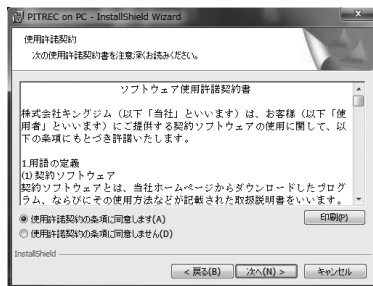 PITREC on PC - InstallShield Wizard
使用許諾契約
次の使用許諾契約書を注意深くお読みください。
ソフトウェア使用許諾契約書
株式会社キングジム（以下「当社」といいます）は、お客様（以下「使
用者」といいます）にご提供する契約ソフトウェアの使用に関して、以
下の条項にもとづき許諾いたします。
1.用語の定義
(1)契約ソフトウェア
契約ソフトウェアとは、当社ホームページからダウンロードしたプログ
ラム、ならびにその使用方法などが記載された取扱説明書をいいます。
使用許諾契約の条項に同意します(A)
印刷(P)
使用許諾契約の条項に同意しません(D)
InstallShield
< 戻る(B)
次へ(N) >
キャンセル